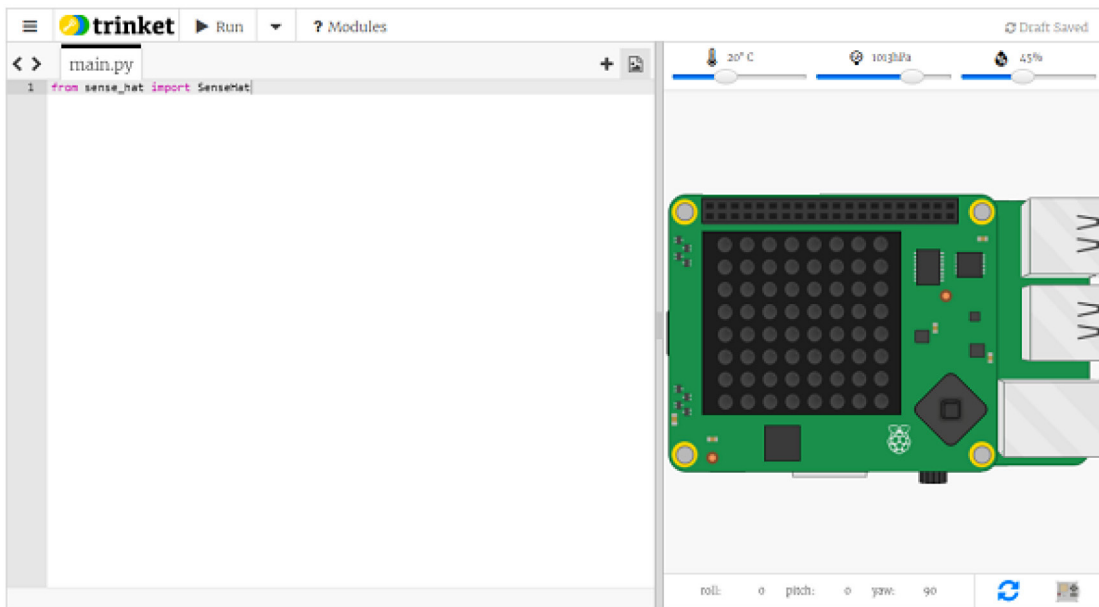 trinket Run ? Modules Draft Saved
main.py
20° C 1013hPa 45%
1 from sense_hat import SenseHat
roll: 0 pitch: 0 yaw: 90